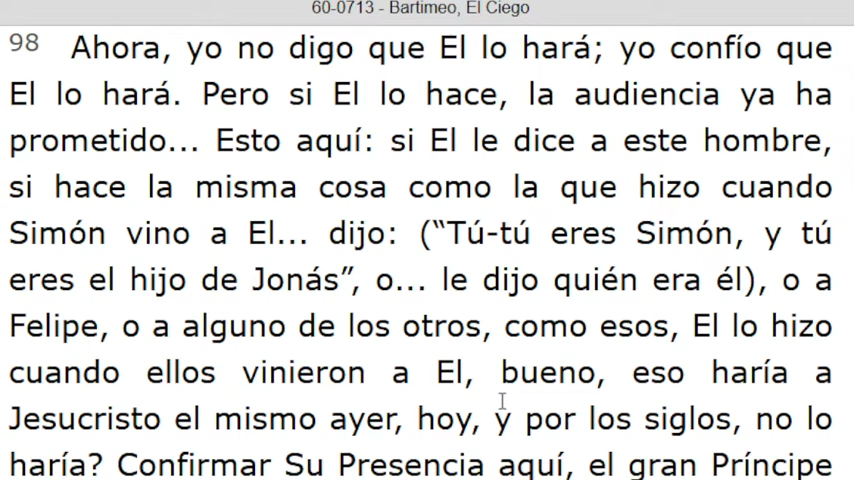 60-0713 - Bartimeo, El Ciego
98 Ahora, yo no digo que El lo hará; yo confío que
El lo hará. Pero si El lo hace, la audiencia ya ha
prometido... Esto aquí: si El le dice a este hombre,
si hace la misma cosa como la que hizo cuando
Simón vino a El... dijo: (“Tú-tú eres Simón, y tú
eres el hijo de Jonás”, o... le dijo quién era él), o a
Felipe, o a alguno de los otros, como esos, El lo hizo
cuando ellos vinieron a El, bueno, eso haría a
Jesucristo el mismo ayer, hoy, y por los siglos, no lo
haría? Confirmar Su Presencia aquí, el gran Príncipe